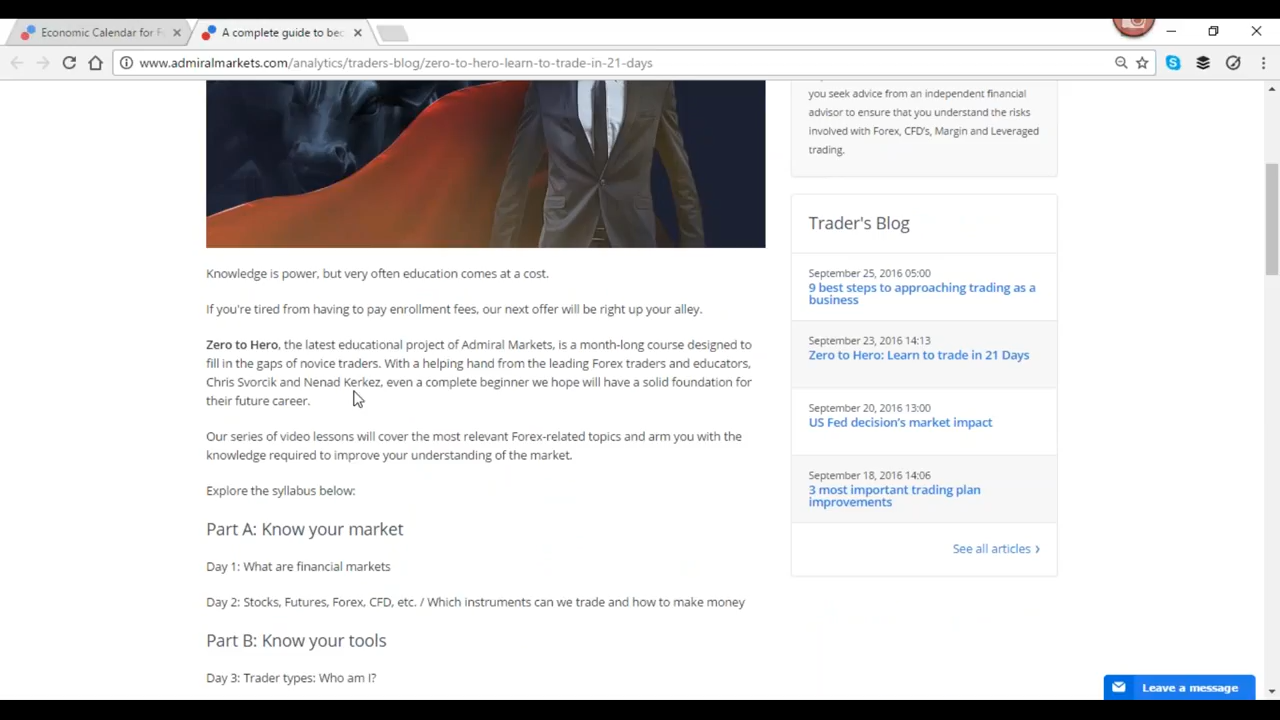 Economic Calendar for F
A complete guide to bec
www.admiralmarkets.com/analytics/traders-blog/zero-to-hero-learn-to-trade-in-21-days
you seek advice from an independent financial
advisor to ensure that you understand the risks
involved with Forex, CFD's, Margin and Leveraged
trading.
Knowledge is power, but very often education comes at a cost.
If you're tired from having to pay enrollment fees, our next offer will be right up your alley.
Zero to Hero, the latest educational project of Admiral Markets, is a month-long course designed to
fill in the gaps of novice traders. With a helping hand from the leading Forex traders and educators,
Chris Svorcik and Nenad Kerkez, even a complete beginner we hope will have a solid foundation for
their future career.
Our series of video lessons will cover the most relevant Forex-related topics and arm you with the
knowledge required to improve your understanding of the market.
Explore the syllabus below:
Part A: Know your market
Day 1: What are financial markets
Day 2: Stocks, Futures, Forex, CFD, etc. / Which instruments can we trade and how to make money
Part B: Know your tools
Day 3: Trader types: Who am I?
Trader's Blog
September 25, 2016 05:00
9 best steps to approaching trading as a
business
September 23, 2016 14:13
Zero to Hero: Learn to trade in 21 Days
September 20, 2016 13:00
US Fed decision's market impact
September 18, 2016 14:06
3 most important trading plan
improvements
See all articles ›
Leave a message